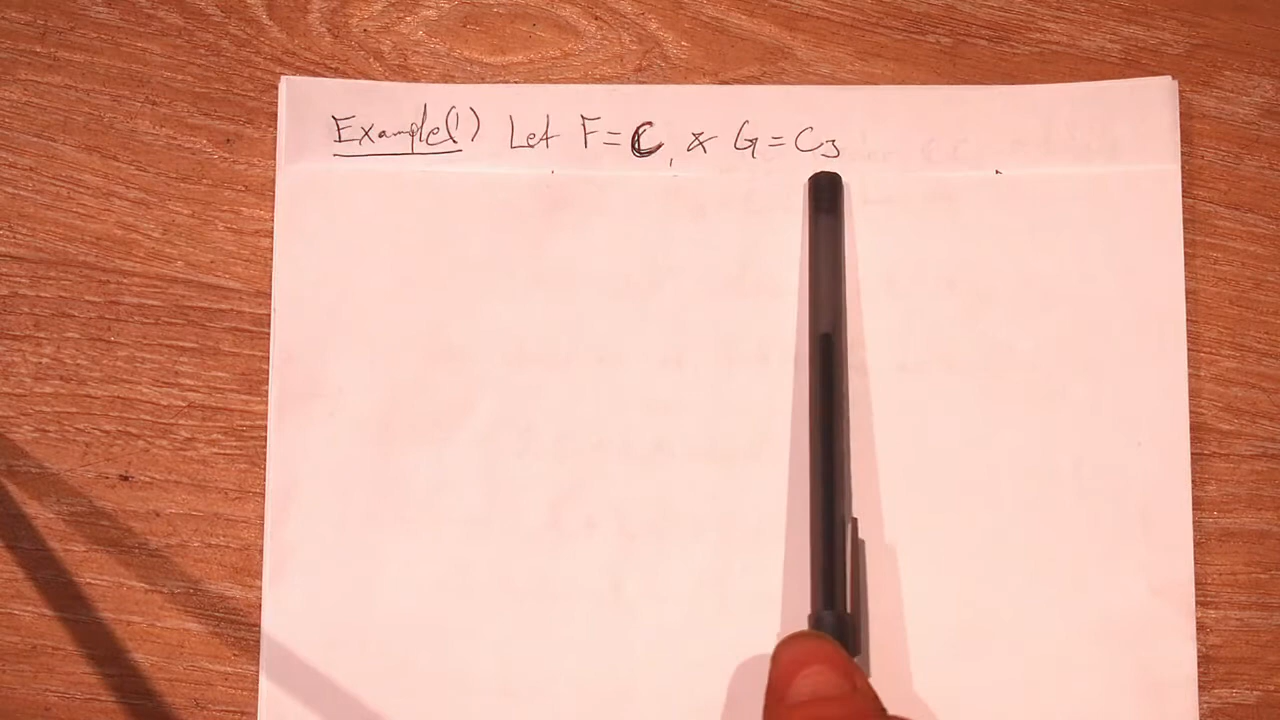 Example(1) Let F=ℂ, & G=C₃